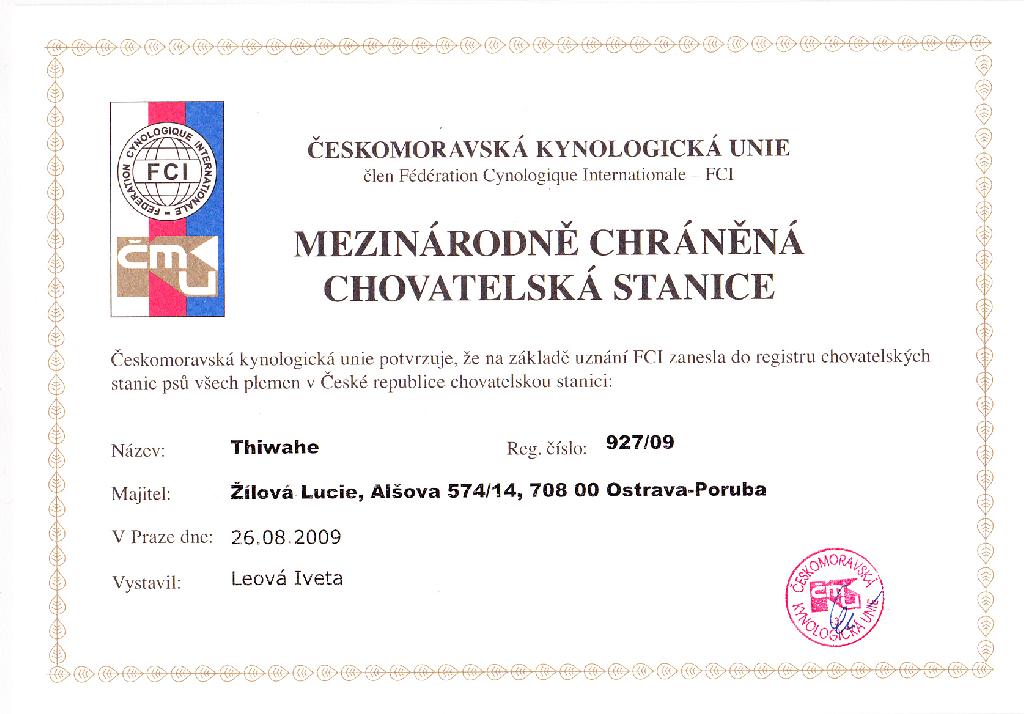 FEDERATION CYNOLOGIQUE INTERNATIONALE
FCI
čmku
ČESKOMORAVSKÁ KYNOLOGICKÁ UNIE
člen Fédération Cynologique Internationale – FCI
MEZINÁRODNĚ CHRÁNĚNÁ
CHOVATELSKÁ STANICE
Českomoravská kynologická unie potvrzuje, že na základě uznání FCI zanesla do registru chovatelských
stanic psů všech plemen v České republice chovatelskou stanici:
Název: Thiwahe Reg. číslo: 927/09
Majitel: Žílová Lucie, Alšova 574/14, 708 00 Ostrava-Poruba
V Praze dne: 26.08.2009
Vystavil: Leová Iveta
ČESKOMORAVSKÁ
čmku
KYNOLOGICKÁ UNIE